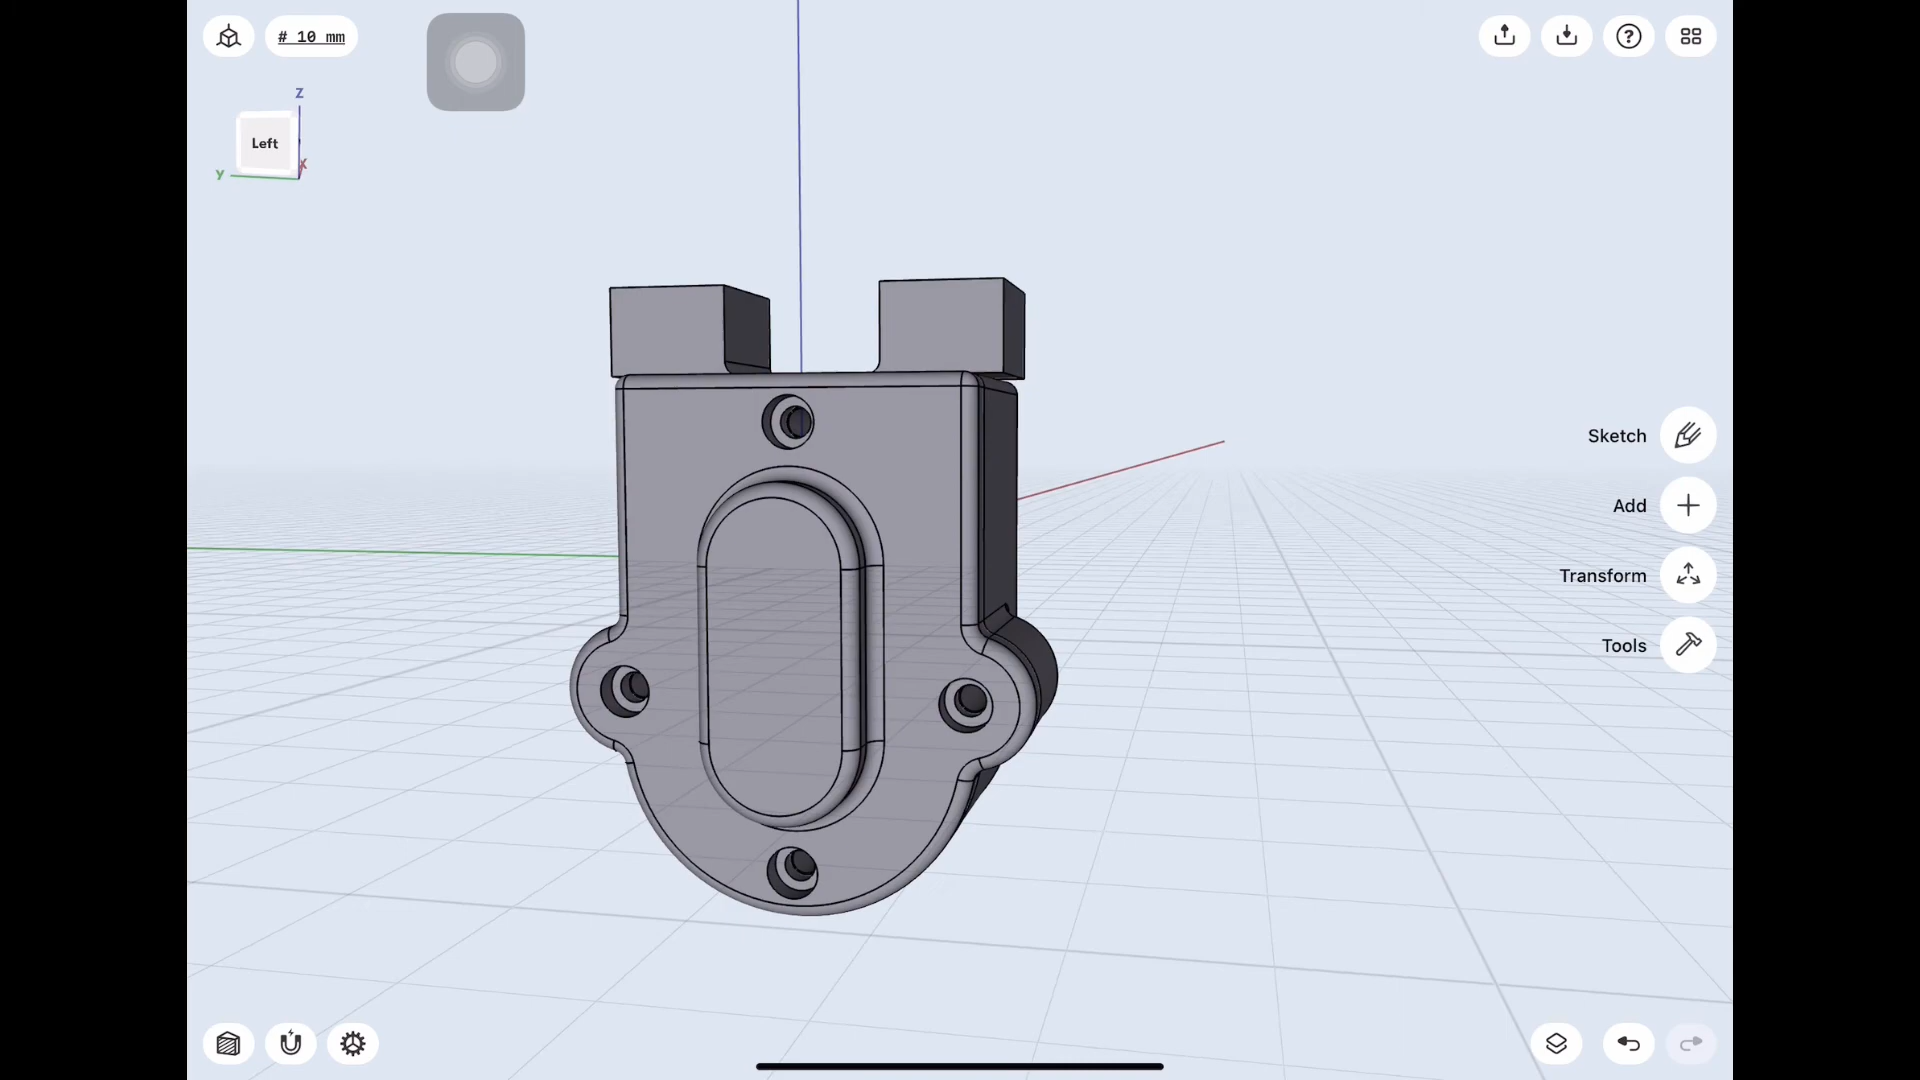 # 10 mm
Z
Left
X
Y
?
Sketch
Add
Transform
Tools